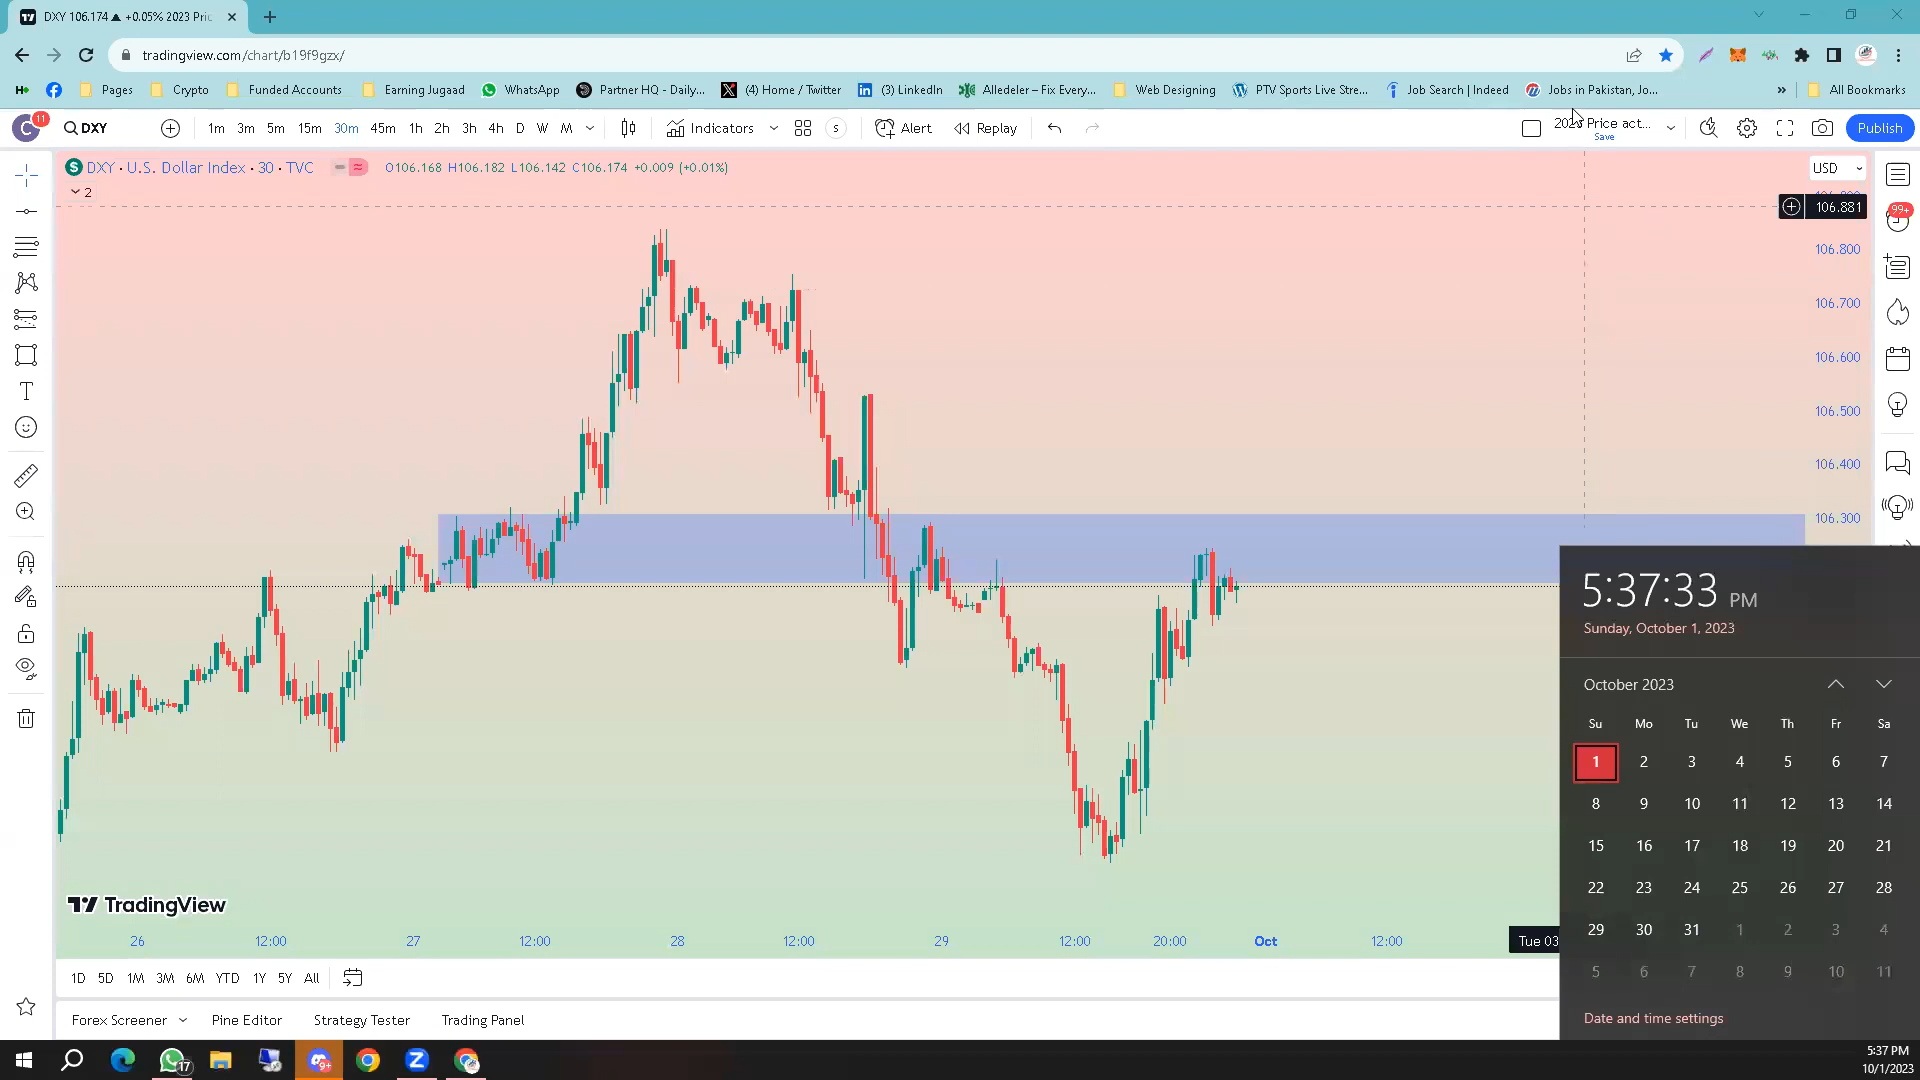 DXY 106.174 ▲ +0.05% 2023 Pric
tradingview.com/chart/b19f9gzx/
Pages Crypto Funded Accounts Earning Jugaad WhatsApp Partner HQ - Daily... (4) Home / Twitter (3) LinkedIn Alledeler – Fix Every... Web Designing PTV Sports Live Stre... Job Search | Indeed Jobs in Pakistan, Jo... » All Bookmarks
C 11 DXY 1m 3m 5m 15m 30m 45m 1h 2h 3h 4h D W M Indicators S Alert Replay 2023 Price act... Publish
Save
DXY · U.S. Dollar Index · 30 · TVC O106.168 H106.182 L106.142 C106.174 +0.009 (+0.01%) USD
2
106.881
99+
106.800
106.700
106.600
106.500
106.400
106.300
5:37:33 PM
Sunday, October 1, 2023
October 2023
Su Mo Tu We Th Fr Sa
1 2 3 4 5 6 7
8 9 10 11 12 13 14
15 16 17 18 19 20 21
22 23 24 25 26 27 28
29 30 31 1 2 3 4
5 6 7 8 9 10 11
Date and time settings
TradingView
26 12:00 27 12:00 28 12:00 29 12:00 20:00 Oct 12:00 Tue 03
1D 5D 1M 3M 6M YTD 1Y 5Y All
Forex Screener Pine Editor Strategy Tester Trading Panel
17 9+
5:37 PM
10/1/2023